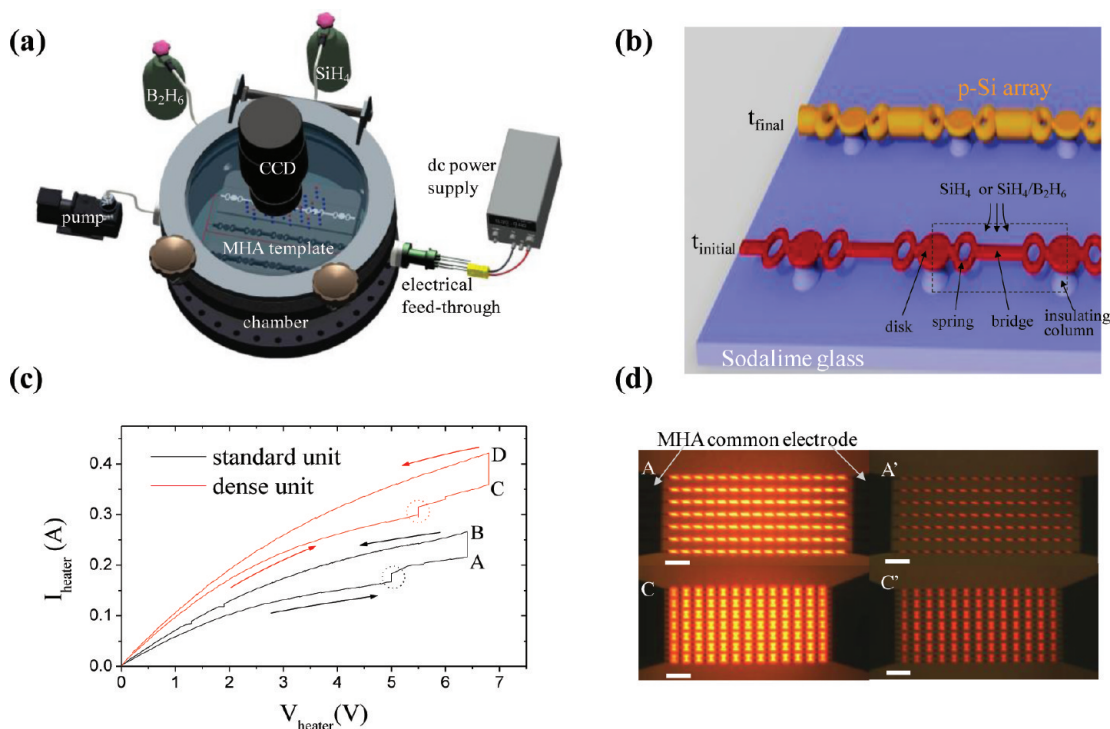 (a)
B2H6
SiH4
CCD
dc power
supply
pump
MHA template
electrical
feed-through
chamber
(b)
p-Si array
tfinal
SiH4 or SiH4/B2H6
tinitial
disk
spring
bridge
insulating
column
Sodalime glass
(c)
standard unit
dense unit
D
C
B
A
Iheater (A)
0.4
0.3
0.2
0.1
0.0
0
1
2
3
4
5
6
7
Vheater(V)
(d)
MHA common electrode
A
A'
C
C'